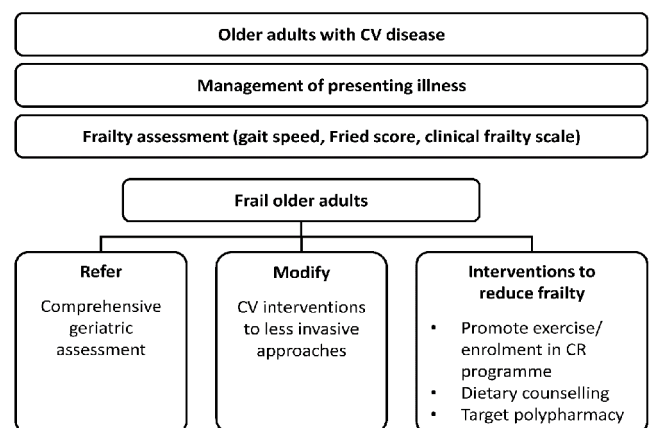 Older adults with CV disease
Management of presenting illness
Frailty assessment (gait speed, Fried score, clinical frailty scale)
Frail older adults
Refer
Comprehensive
geriatric
assessment
Modify
CV interventions
to less invasive
approaches
Interventions to
reduce frailty
• Promote exercise/
enrolment in CR
programme
• Dietary counselling
• Target polypharmacy